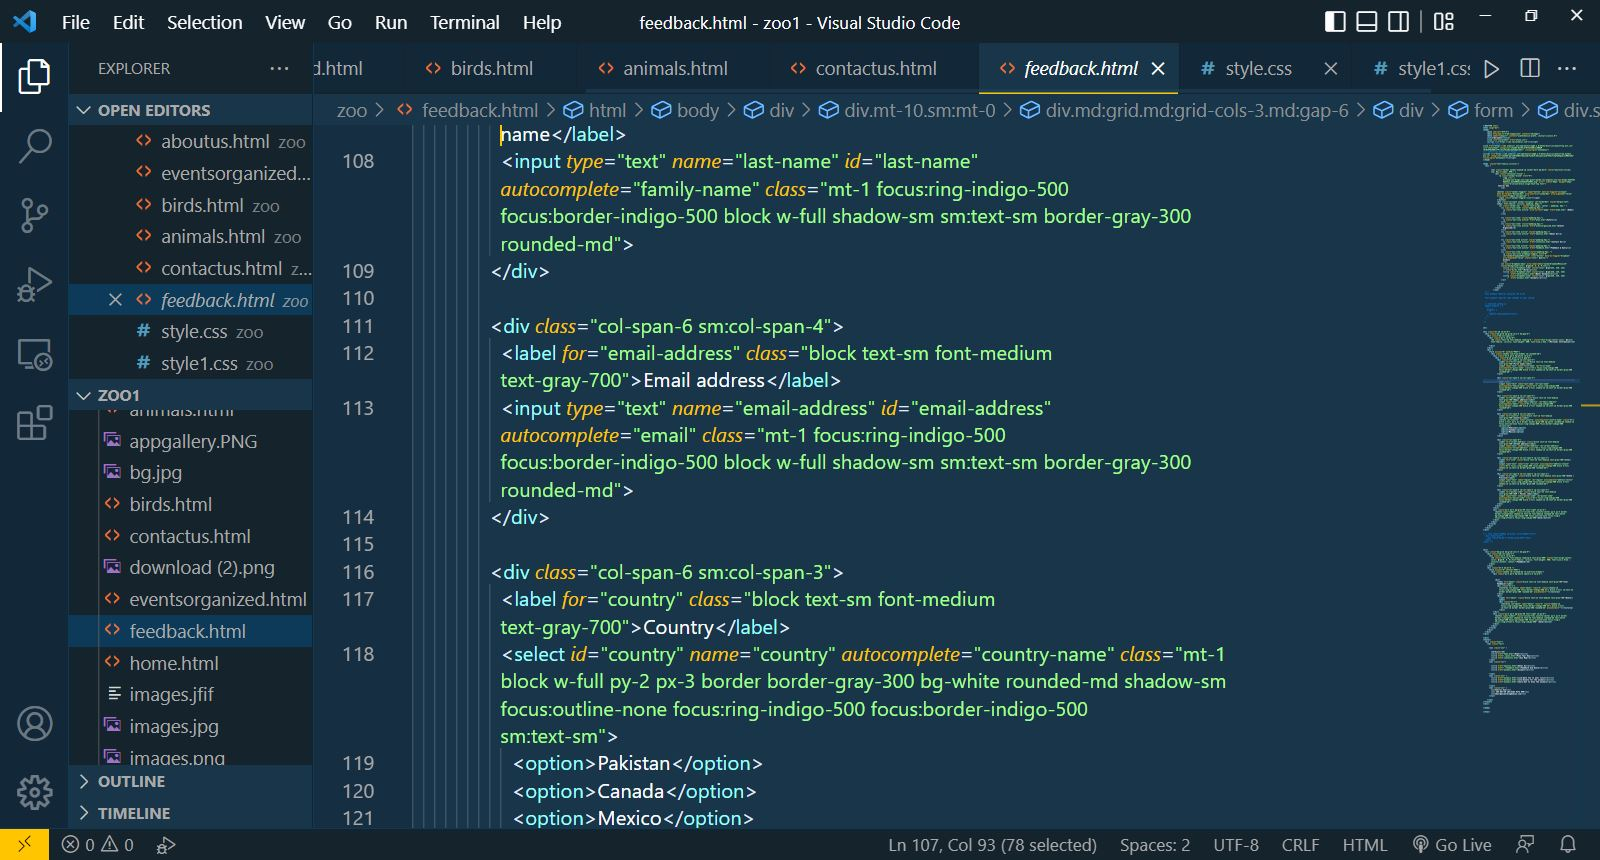 File Edit Selection View Go Run Terminal Help feedback.html - zoo1 - Visual Studio Code
EXPLORER ···
d.html birds.html animals.html contactus.html feedback.html style.css style1.css ···
OPEN EDITORS
zoo > feedback.html > html > body > div > div.mt-10.sm:mt-0 > div.md:grid.md:grid-cols-3.md:gap-6 > div > form > div.s
aboutus.html zoo
eventsorganized...
birds.html zoo
animals.html zoo
contactus.html z...
feedback.html zoo
style.css zoo
style1.css zoo
ZOO1
animals.html
appgallery.PNG
bg.jpg
birds.html
contactus.html
download (2).png
eventsorganized.html
feedback.html
home.html
images.jfif
images.jpg
images.png
OUTLINE
TIMELINE
name</label>
108 <input type="text" name="last-name" id="last-name"
autocomplete="family-name" class="mt-1 focus:ring-indigo-500
focus:border-indigo-500 block w-full shadow-sm sm:text-sm border-gray-300
rounded-md">
109 </div>
110
111 <div class="col-span-6 sm:col-span-4">
112 <label for="email-address" class="block text-sm font-medium
text-gray-700">Email address</label>
113 <input type="text" name="email-address" id="email-address"
autocomplete="email" class="mt-1 focus:ring-indigo-500
focus:border-indigo-500 block w-full shadow-sm sm:text-sm border-gray-300
rounded-md">
114 </div>
115
116 <div class="col-span-6 sm:col-span-3">
117 <label for="country" class="block text-sm font-medium
text-gray-700">Country</label>
118 <select id="country" name="country" autocomplete="country-name" class="mt-1
block w-full py-2 px-3 border border-gray-300 bg-white rounded-md shadow-sm
focus:outline-none focus:ring-indigo-500 focus:border-indigo-500
sm:text-sm">
119 <option>Pakistan</option>
120 <option>Canada</option>
121 <option>Mexico</option>
0 0 Ln 107, Col 93 (78 selected) Spaces: 2 UTF-8 CRLF HTML Go Live